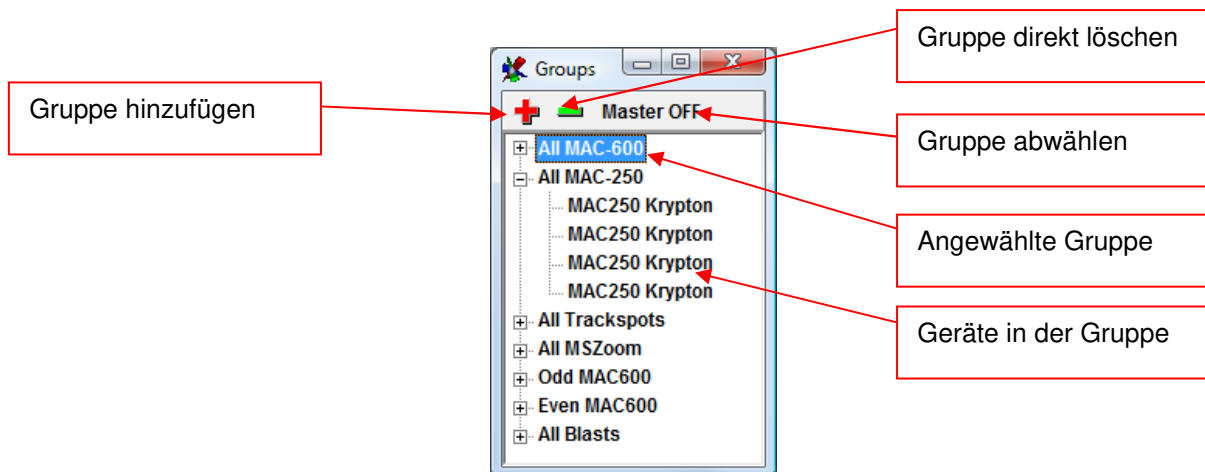 Gruppe direkt löschen
Groups
Gruppe hinzufügen
Master OFF
Gruppe abwählen
All MAC-600
All MAC-250
MAC250 Krypton
MAC250 Krypton
MAC250 Krypton
MAC250 Krypton
Angewählte Gruppe
All Trackspots
Geräte in der Gruppe
All MSZoom
Odd MAC600
Even MAC600
All Blasts